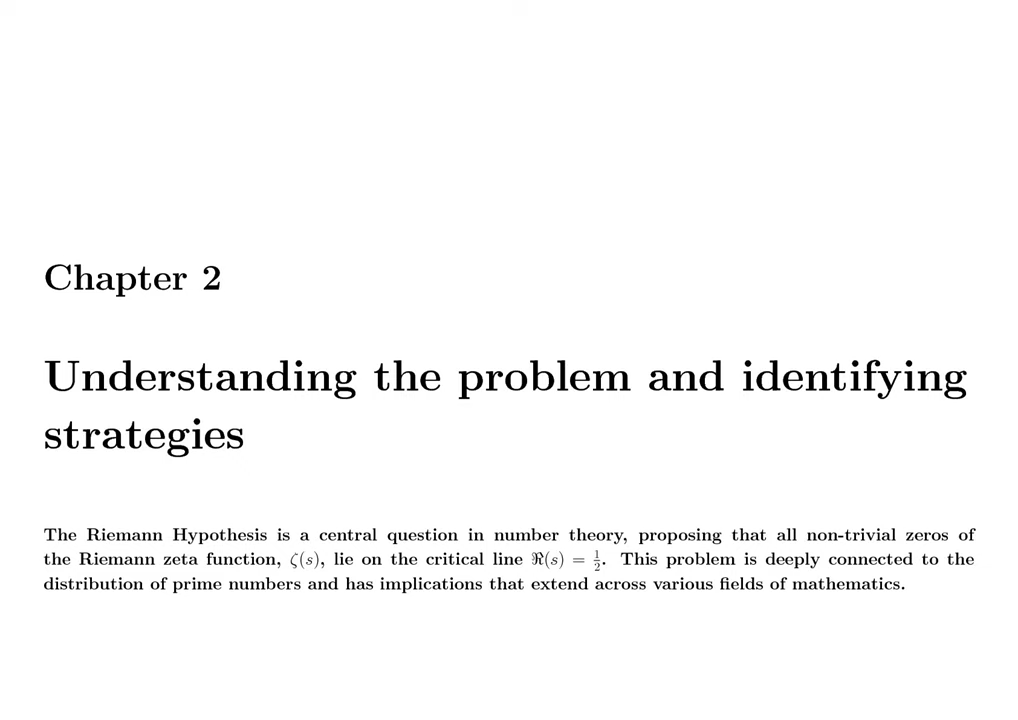 Chapter 2
Understanding the problem and identifying
strategies
The Riemann Hypothesis is a central question in number theory, proposing that all non-trivial zeros of
the Riemann zeta function, ζ(s), lie on the critical line ℜ(s) = 1/2. This problem is deeply connected to the
distribution of prime numbers and has implications that extend across various fields of mathematics.